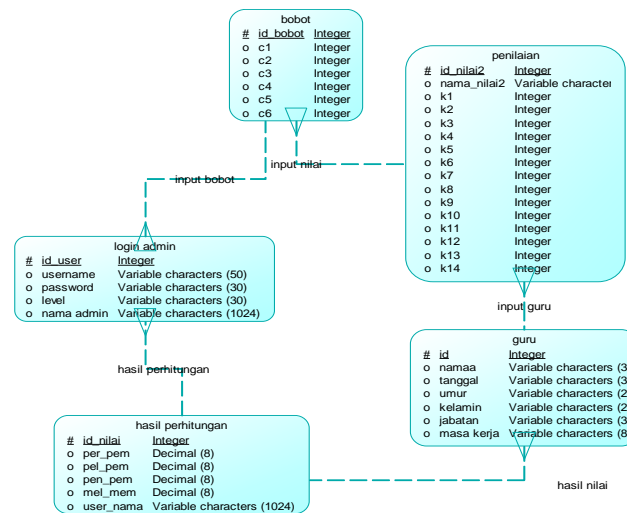 bobot
# id_bobot Integer
o c1 Integer
o c2 Integer
o c3 Integer
o c4 Integer
o c5 Integer
o c6 Integer
penilaian
# id_nilai2 Integer
o nama_nilai2 Variable character
o k1 Integer
o k2 Integer
o k3 Integer
o k4 Integer
o k5 Integer
o k6 Integer
o k7 Integer
o k8 Integer
o k9 Integer
o k10 Integer
o k11 Integer
o k12 Integer
o k13 Integer
o k14 Integer
input nilai
input bobot
login admin
# id_user Integer
o username Variable characters (50)
o password Variable characters (30)
o level Variable characters (30)
o nama admin Variable characters (1024)
input guru
guru
# id Integer
o namaa Variable characters (3
o tanggal Variable characters (3
o umur Variable characters (2
o kelamin Variable characters (2
o jabatan Variable characters (3
o masa kerja Variable characters (8
hasil perhitungan
hasil perhitungan
# id_nilai Integer
o per_pem Decimal (8)
o pel_pem Decimal (8)
o pen_pem Decimal (8)
o mel_mem Decimal (8)
o user_nama Variable characters (1024)
hasil nilai